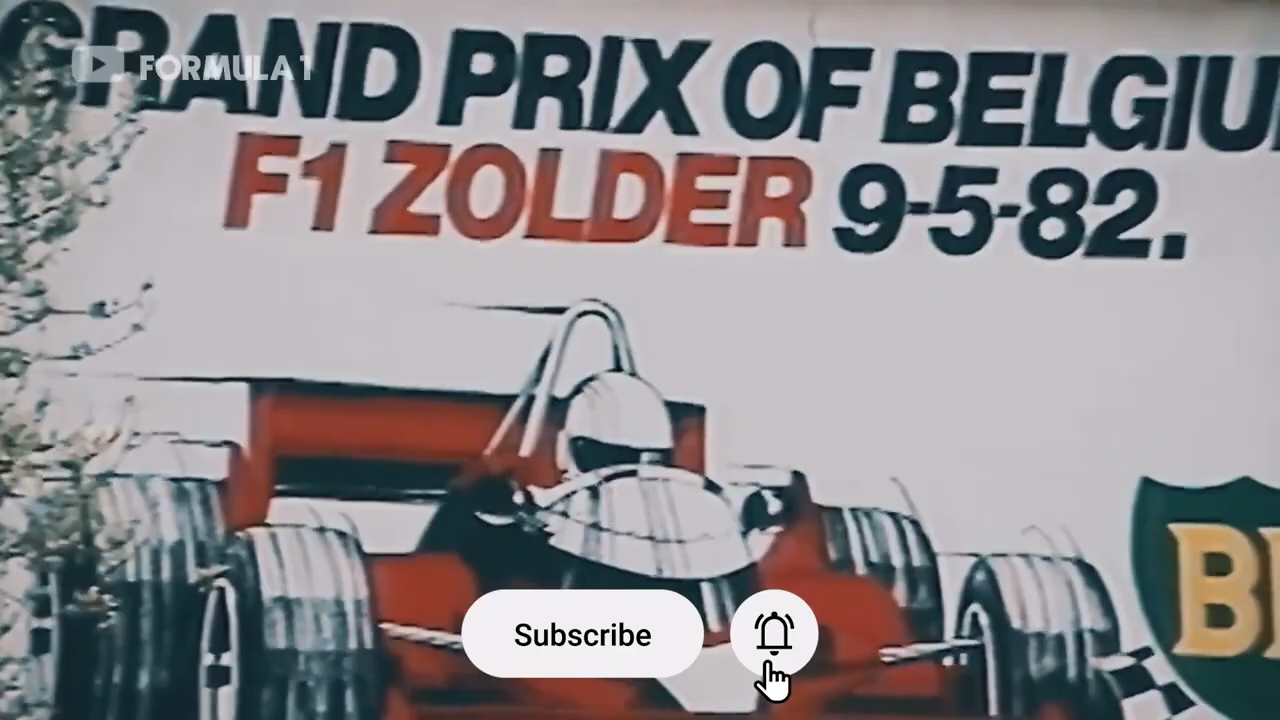 FORMULA 1
GRAND PRIX OF BELGIU
F1 ZOLDER 9-5-82.
B
Subscribe